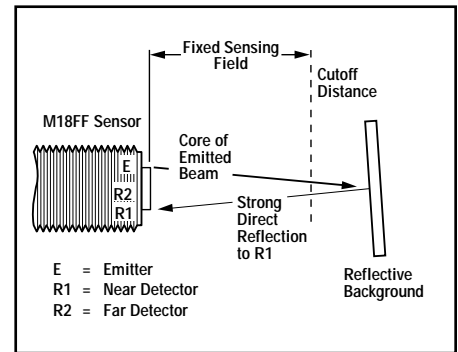 Fixed Sensing
Field
Cutoff
Distance
M18FF Sensor
Core of
Emitted
Beam
E
R2
R1
Strong
Direct
Reflection
to R1
E = Emitter
R1 = Near Detector
R2 = Far Detector
Reflective
Background